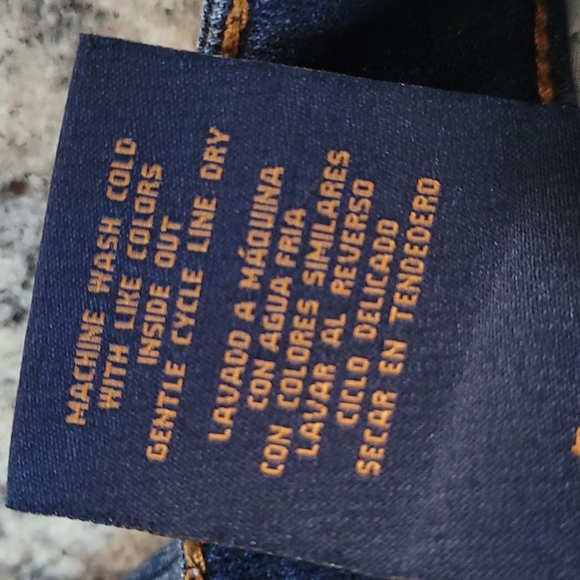 MACHINE WASH COLD
WITH LIKE COLORS
INSIDE OUT
GENTLE CYCLE LINE DRY
LAVADO A MÁQUINA
CON AGUA FRIA
CON COLORES SIMILARES
LAVAR AL REVERSO
CICLO DELICADO
SECAR EN TENDEDERO